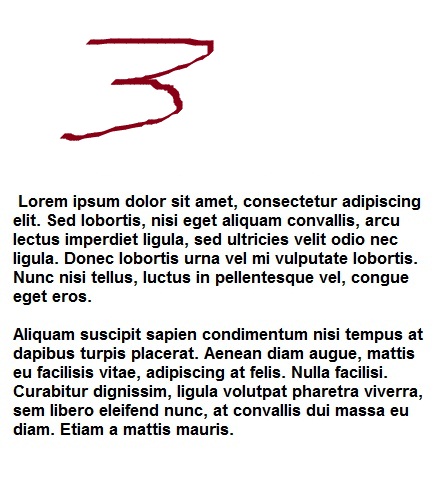 3
Lorem ipsum dolor sit amet, consectetur adipiscing
elit. Sed lobortis, nisi eget aliquam convallis, arcu
lectus imperdiet ligula, sed ultricies velit odio nec
ligula. Donec lobortis urna vel mi vulputate lobortis.
Nunc nisi tellus, luctus in pellentesque vel, congue
eget eros.

Aliquam suscipit sapien condimentum nisi tempus at
dapibus turpis placerat. Aenean diam augue, mattis
eu facilisis vitae, adipiscing at felis. Nulla facilisi.
Curabitur dignissim, ligula volutpat pharetra viverra,
sem libero eleifend nunc, at convallis dui massa eu
diam. Etiam a mattis mauris.